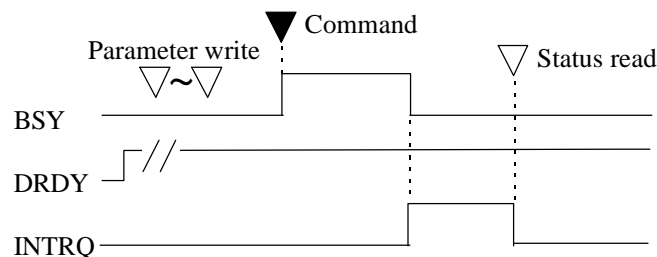 Command
Parameter write
Status read
~
BSY
DRDY
INTRQ